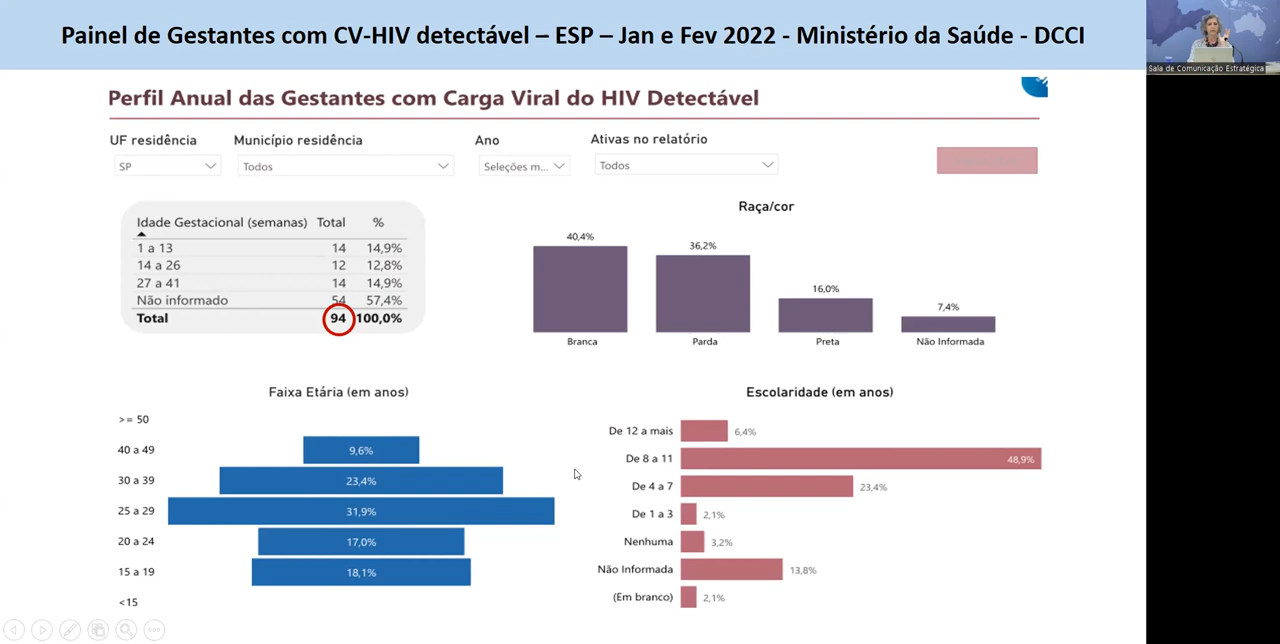 Painel de Gestantes com CV-HIV detectável – ESP – Jan e Fev 2022 - Ministério da Saúde - DCCI
Sala de Comunicação Estratégica
Perfil Anual das Gestantes com Carga Viral do HIV Detectável
UF residência
Município residência
Ano
Ativas no relatório
SP
Todos
Seleções m...
Todos
Idade Gestacional (semanas) Total %
1 a 13 14 14,9%
14 a 26 12 12,8%
27 a 41 14 14,9%
Não informado 54 57,4%
Total 94 100,0%
Raça/cor
40,4%
36,2%
16,0%
7,4%
Branca
Parda
Preta
Não Informada
Faixa Etária (em anos)
>= 50
40 a 49 9,6%
30 a 39 23,4%
25 a 29 31,9%
20 a 24 17,0%
15 a 19 18,1%
<15
Escolaridade (em anos)
De 12 a mais 6,4%
De 8 a 11 48,9%
De 4 a 7 23,4%
De 1 a 3 2,1%
Nenhuma 3,2%
Não Informada 13,8%
(Em branco) 2,1%